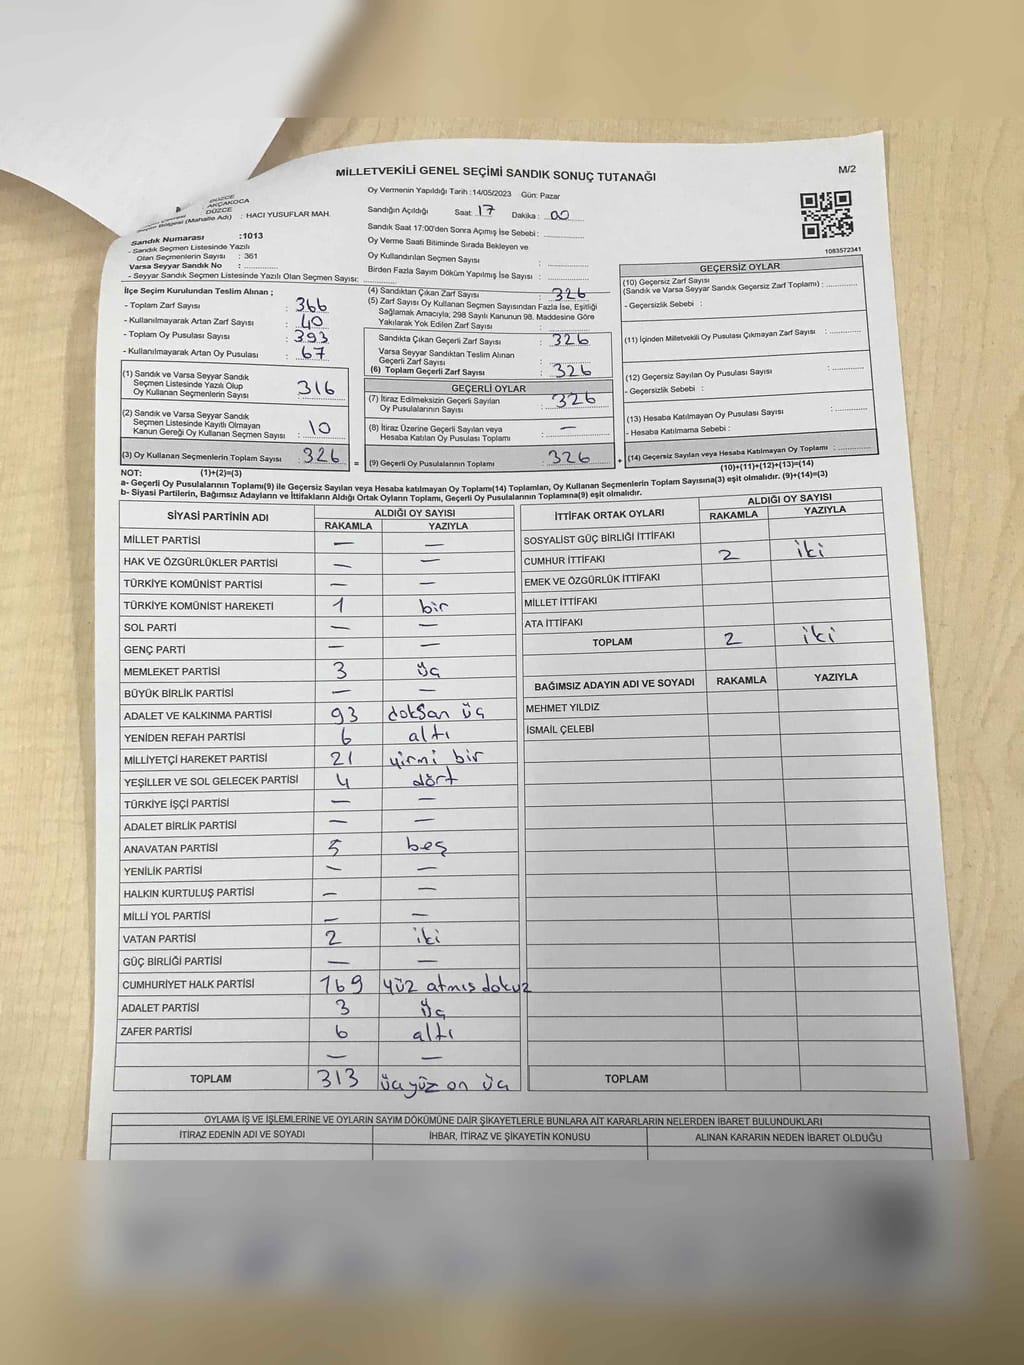 MİLLETVEKİLİ GENEL SEÇİMİ SANDIK SONUÇ TUTANAĞI
M/2
Oy Vermenin Yapıldığı Tarih :14/05/2023 Gün: Pazar
DÜZCE
AKÇAKOCA
DÜZCE
Seçim Bölgesi (Mahalle Adı) : HACI YUSUFLAR MAH.
Sandık Numarası :1013
- Sandık Seçmen Listesinde Yazılı
Olan Seçmenlerin Sayısı : 361
Varsa Seyyar Sandık No : ..............
- Seyyar Sandık Seçmen Listesinde Yazılı Olan Seçmen Sayısı: ..............
Sandığın Açıldığı Saat: 17 Dakika : 00
Sandık Saat 17:00'den Sonra Açımış İse Sebebi : ..............
Oy Verme Saati Bitiminde Sırada Bekleyen ve
Oy Kullandırılan Seçmen Sayısı : ..............
Birden Fazla Sayım Döküm Yapılmış İse Sayısı : ..............
1083572341
İlçe Seçim Kurulundan Teslim Alınan ;
- Toplam Zarf Sayısı : 366
- Kullanılmayarak Artan Zarf Sayısı : 40
- Toplam Oy Pusulası Sayısı : 393
- Kullanılmayarak Artan Oy Pusulası : 67
(1) Sandık ve Varsa Seyyar Sandık
Seçmen Listesinde Yazılı Olup
Oy Kullanan Seçmenlerin Sayısı : 316
(2) Sandık ve Varsa Seyyar Sandık
Seçmen Listesinde Kayıtlı Olmayan
Kanun Gereği Oy Kullanan Seçmen Sayısı : 10
(3) Oy Kullanan Seçmenlerin Toplam Sayısı : 326
(1)+(2)=(3)
(4) Sandıktan Çıkan Zarf Sayısı : 326
(5) Zarf Sayısı Oy Kullanan Seçmen Sayısından Fazla İse, Eşitliği
Sağlamak Amacıyla; 298 Sayılı Kanunun 98. Maddesine Göre
Yakılarak Yok Edilen Zarf Sayısı : ..............
Sandıkta Çıkan Geçerli Zarf Sayısı : 326
Varsa Seyyar Sandıktan Teslim Alınan
Geçerli Zarf Sayısı : ..............
(6) Toplam Geçerli Zarf Sayısı : 326
GEÇERLİ OYLAR
(7) İtiraz Edilmeksizin Geçerli Sayılan
Oy Pusulalarının Sayısı : 326
(8) İtiraz Üzerine Geçerli Sayılan veya
Hesaba Katılan Oy Pusulası Toplamı : —
= (9) Geçerli Oy Pusulalarının Toplamı : 326
GEÇERSİZ OYLAR
(10) Geçersiz Zarf Sayısı
(Sandık ve Varsa Seyyar Sandık Geçersiz Zarf Toplamı) : ..............
- Geçersizlik Sebebi :
(11) İçinden Milletvekili Oy Pusulası Çıkmayan Zarf Sayısı : ..............
(12) Geçersiz Sayılan Oy Pusulası Sayısı : ..............
- Geçersizlik Sebebi :
(13) Hesaba Katılmayan Oy Pusulası Sayısı : ..............
- Hesaba Katılmama Sebebi :
+ (14) Geçersiz Sayılan veya Hesaba Katılmayan Oy Toplamı : ..............
(10)+(11)+(12)+(13)=(14)
NOT:
a- Geçerli Oy Pusulalarının Toplamı(9) ile Geçersiz Sayılan veya Hesaba katılmayan Oy Toplamı(14) Toplamları, Oy Kullanan Seçmenlerin Toplam Sayısına(3) eşit olmalıdır. (9)+(14)=(3)
b- Siyasi Partilerin, Bağımsız Adayların ve İttifakların Aldığı Ortak Oyların Toplamı, Geçerli Oy Pusulalarının Toplamına(9) eşit olmalıdır.
SİYASİ PARTİNİN ADI ALDIĞI OY SAYISI
RAKAMLA YAZIYLA
MİLLET PARTİSİ — —
HAK VE ÖZGÜRLÜKLER PARTİSİ — —
TÜRKİYE KOMÜNİST PARTİSİ — —
TÜRKİYE KOMÜNİST HAREKETİ 1 bir
SOL PARTİ — —
GENÇ PARTİ — —
MEMLEKET PARTİSİ 3 üç
BÜYÜK BİRLİK PARTİSİ — —
ADALET VE KALKINMA PARTİSİ 93 doksan üç
YENİDEN REFAH PARTİSİ 6 altı
MİLLİYETÇİ HAREKET PARTİSİ 21 yirmi bir
YEŞİLLER VE SOL GELECEK PARTİSİ 4 dört
TÜRKİYE İŞÇİ PARTİSİ — —
ADALET BİRLİK PARTİSİ — —
ANAVATAN PARTİSİ 5 beş
YENİLİK PARTİSİ — —
HALKIN KURTULUŞ PARTİSİ — —
MİLLİ YOL PARTİSİ — —
VATAN PARTİSİ 2 iki
GÜÇ BİRLİĞİ PARTİSİ — —
CUMHURİYET HALK PARTİSİ 169 yüz atmıs dokuz
ADALET PARTİSİ 3 üç
ZAFER PARTİSİ 6 altı
— —
TOPLAM 313 üçyüz on üç
İTTİFAK ORTAK OYLARI ALDIĞI OY SAYISI
RAKAMLA YAZIYLA
SOSYALİST GÜÇ BİRLİĞİ İTTİFAKI
CUMHUR İTTİFAKI 2 iki
EMEK VE ÖZGÜRLÜK İTTİFAKI
MİLLET İTTİFAKI
ATA İTTİFAKI
TOPLAM 2 iki
BAĞIMSIZ ADAYIN ADI VE SOYADI RAKAMLA YAZIYLA
MEHMET YILDIZ
İSMAİL ÇELEBİ
TOPLAM
OYLAMA İŞ VE İŞLEMLERİNE VE OYLARIN SAYIM DÖKÜMÜNE DAİR ŞİKAYETLERLE BUNLARA AİT KARARLARIN NELERDEN İBARET BULUNDUKLARI
İTİRAZ EDENİN ADI VE SOYADI İHBAR, İTİRAZ VE ŞİKAYETİN KONUSU ALINAN KARARIN NEDEN İBARET OLDUĞU